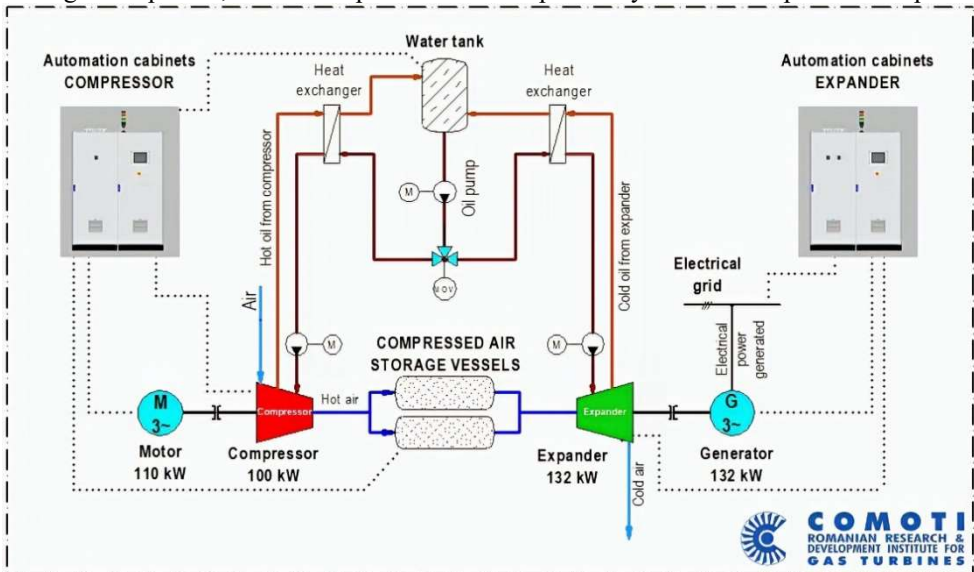 Water tank
Automation cabinets
COMPRESSOR
Heat
exchanger
Heat
exchanger
Automation cabinets
EXPANDER
Hot oil from compressor
M
Oil pump
Cold oil from expander
MOV
Electrical
grid
Air
M
COMPRESSED AIR
STORAGE VESSELS
M
Electrical
power
generated
M
3~
Compressor
Hot air
Expander
G
3~
Motor
110 kW
Compressor
100 kW
Expander
132 kW
Cold air
Generator
132 kW
COMOTI
ROMANIAN RESEARCH &
DEVELOPMENT INSTITUTE FOR
GAS TURBINES